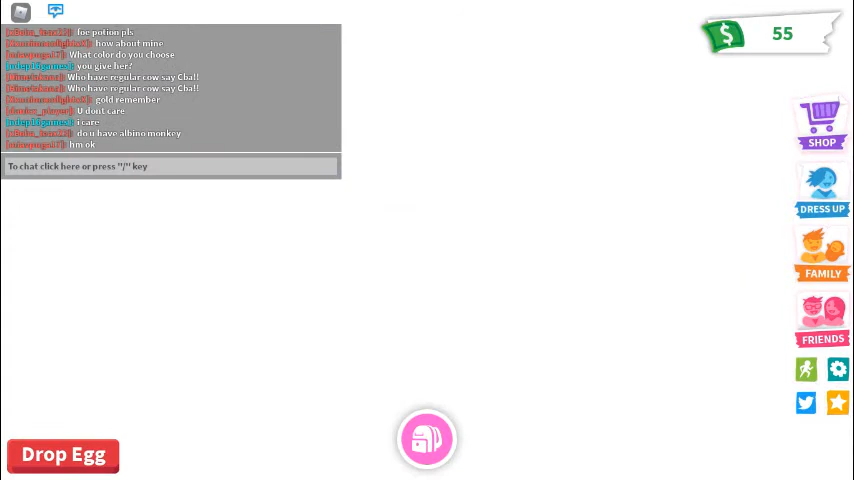 foe potion pls
how about mine
What color do you choose
you give her?
Who have regular cow say Cba!!
Who have regular cow say Cba!!
gold remember
U dont care
i care
do u have albino monkey
hm ok
To chat click here or press "/" key
55
SHOP
DRESS UP
FAMILY
FRIENDS
Drop Egg